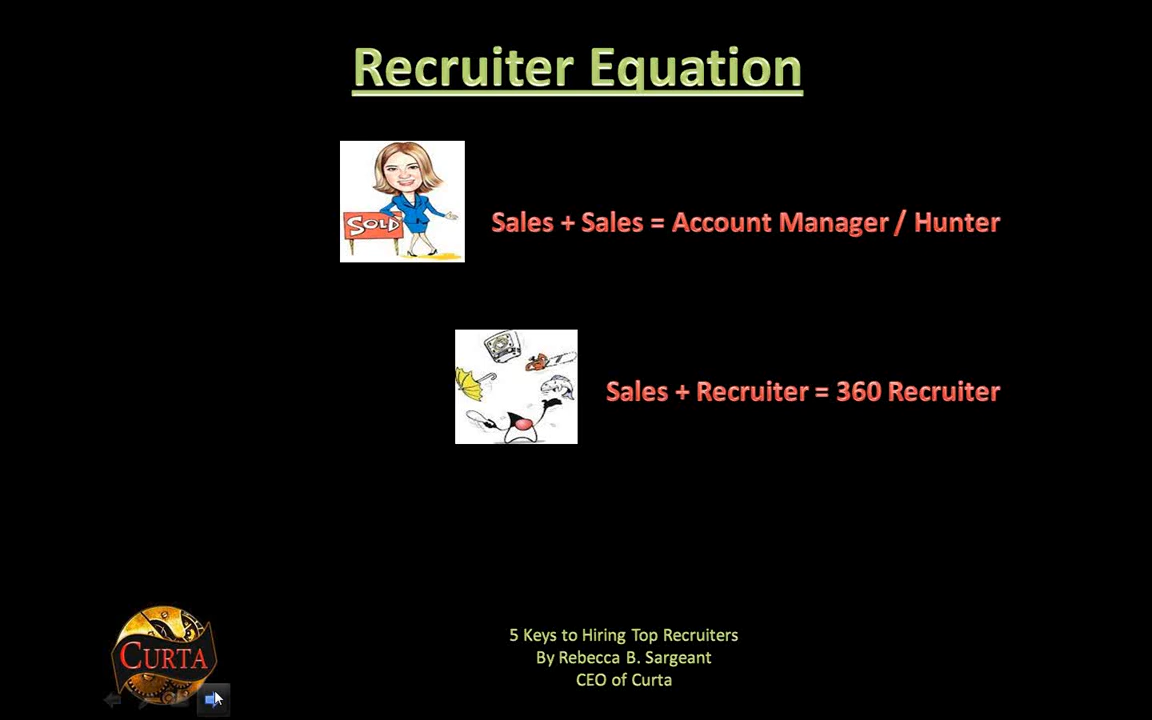 Recruiter Equation
SOLD
Sales + Sales = Account Manager / Hunter
Sales + Recruiter = 360 Recruiter
5 Keys to Hiring Top Recruiters
By Rebecca B. Sargeant
CEO of Curta
CURTA